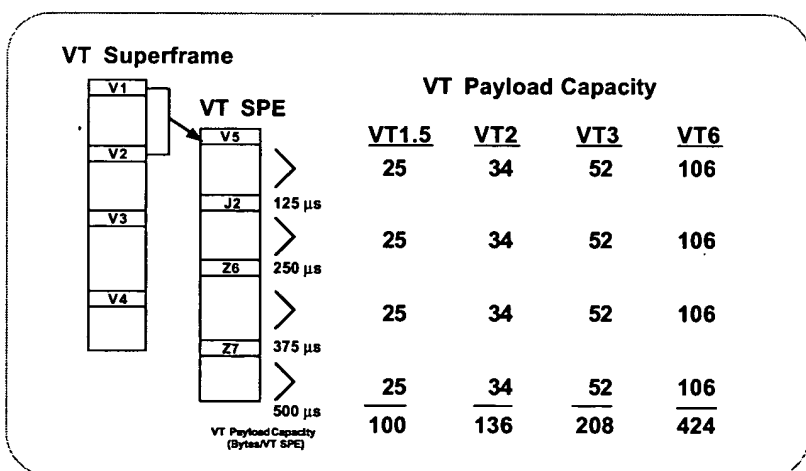 VT Superframe
V1
V2
V3
V4
VT SPE
V5
J2
Z6
Z7
125 μs
250 μs
375 μs
500 μs
VT Payload Capacity
(Bytes/VT SPE)
VT Payload Capacity
VT1.5 VT2 VT3 VT6
25 34 52 106
25 34 52 106
25 34 52 106
25 34 52 106
100 136 208 424